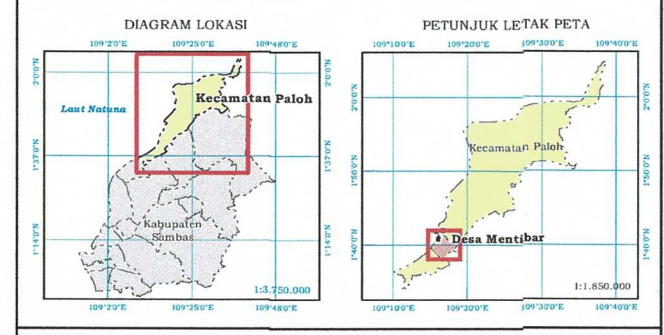 DIAGRAM LOKASI
109°2'0"E 109°25'0"E 109°48'0"E
2°0'0"N 2°0'0"N
Laut Natuna
Kecamatan Paloh
1°37'0"N 1°37'0"N
Kabupaten
Sambas
1°14'0"N 1°14'0"N
1:3.750.000
109°2'0"E 109°25'0"E 109°48'0"E
PETUNJUK LETAK PETA
109°10'0"E 109°20'0"E 109°30'0"E 109°40'0"E
2°0'0"N 2°0'0"N
Kecamatan Paloh
1°50'0"N 1°50'0"N
Desa Mentibar
1°40'0"N 1°40'0"N
1:1.850.000
109°10'0"E 109°20'0"E 109°30'0"E 109°40'0"E